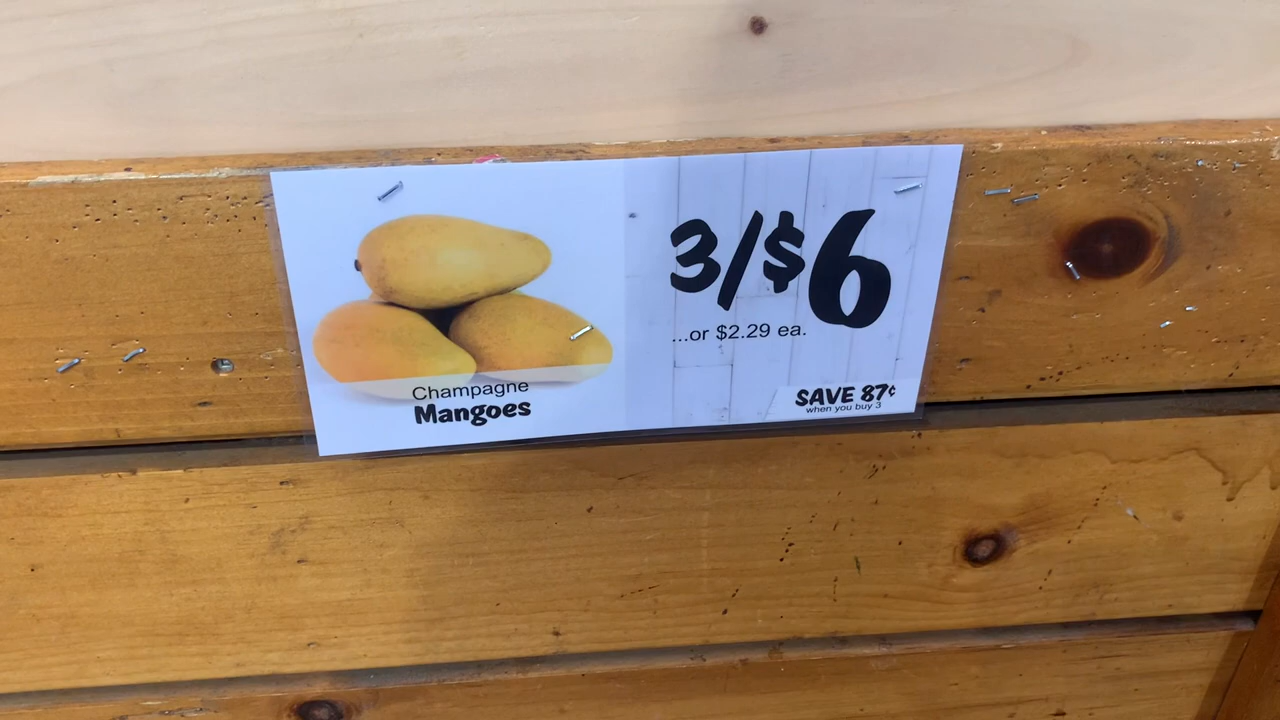 Champagne
Mangoes
3/$6
...or $2.29 ea.
SAVE 87¢
when you buy 3